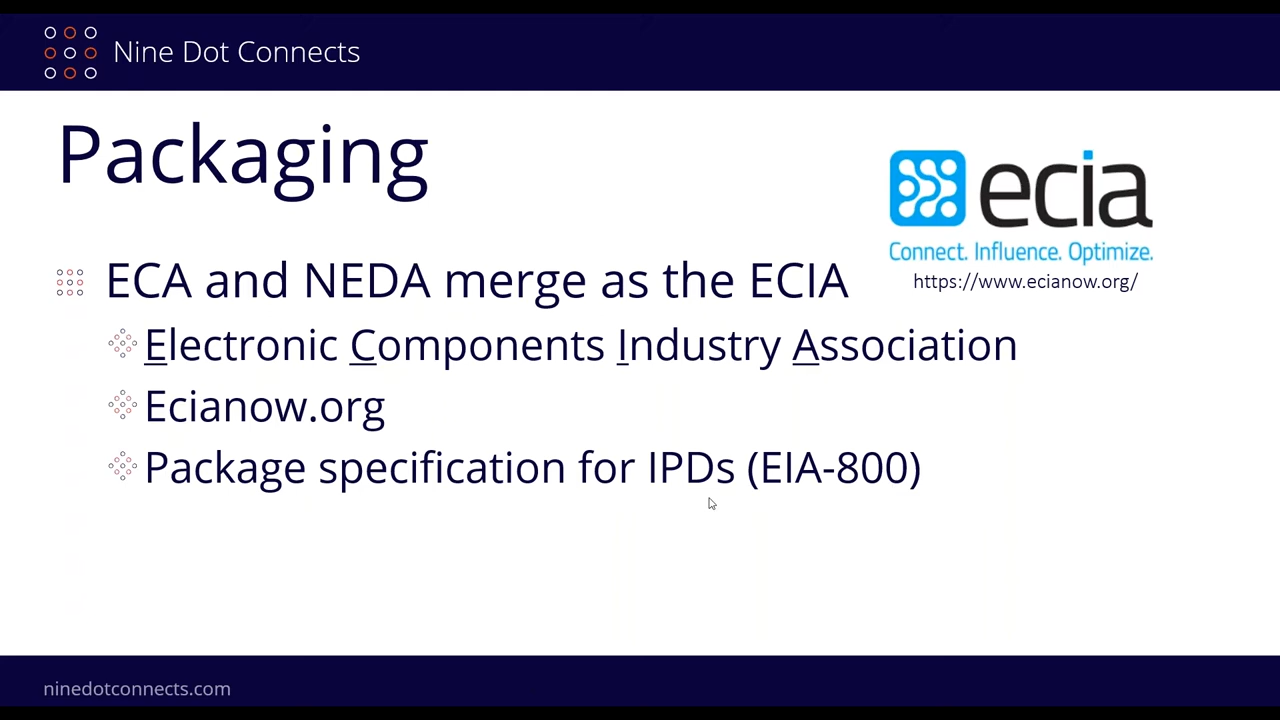 Nine Dot Connects
Packaging
ecia
Connect. Influence. Optimize.
https://www.ecianow.org/
ECA and NEDA merge as the ECIA
Electronic Components Industry Association
Ecianow.org
Package specification for IPDs (EIA-800)
ninedotconnects.com